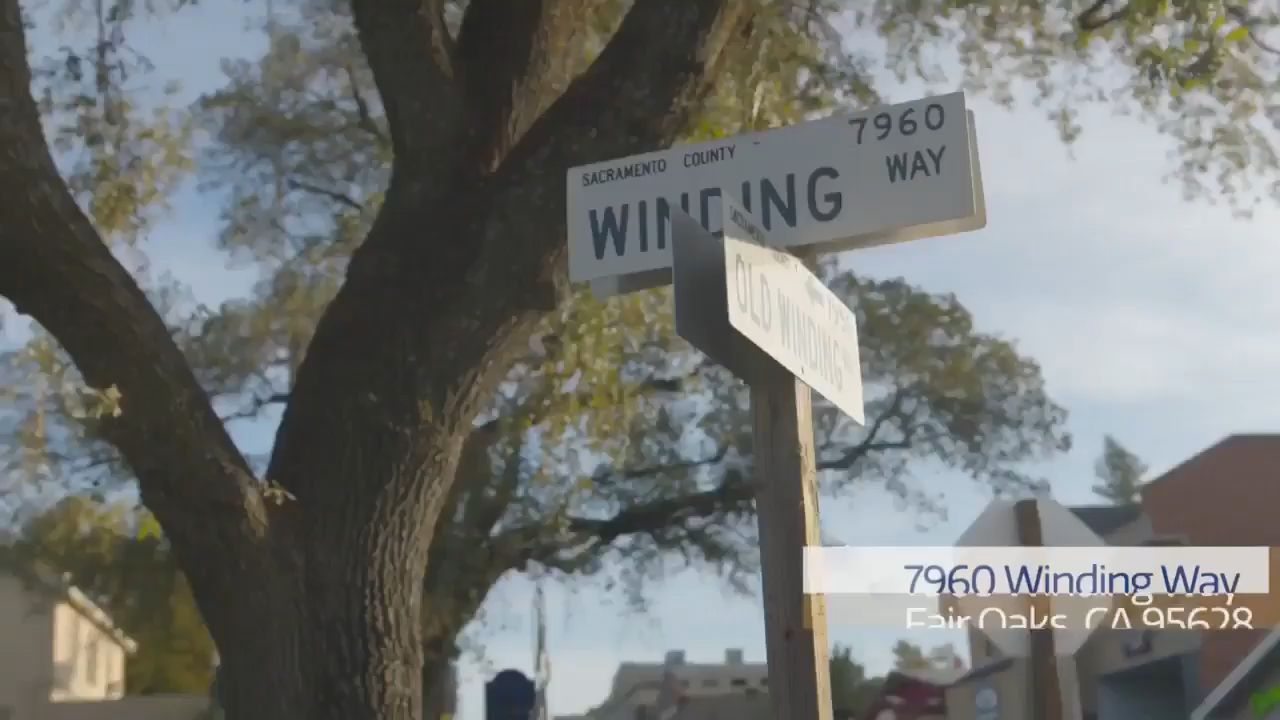 7960
SACRAMENTO COUNTY
WINDING WAY
OLD WINDING
7960 Winding Way
Fair Oaks, CA 95628